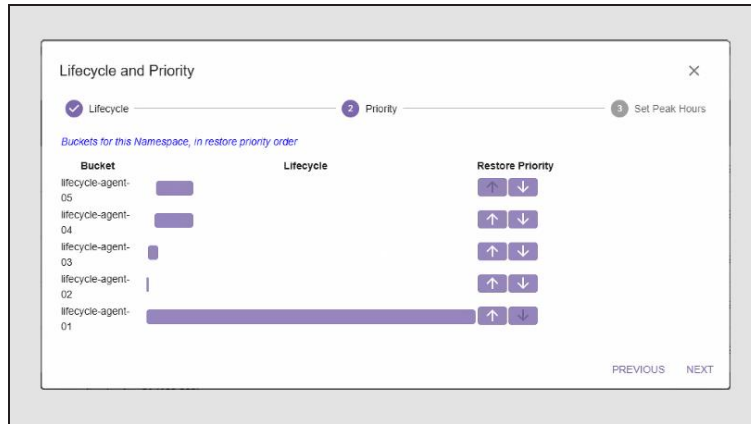 Lifecycle and Priority
Lifecycle
2
Priority
3
Set Peak Hours
Buckets for this Namespace, in restore priority order
Bucket Lifecycle Restore Priority
lifecycle-agent-
05
lifecycle-agent-
04
lifecycle-agent-
03
lifecycle-agent-
02
lifecycle-agent-
01
PREVIOUS NEXT